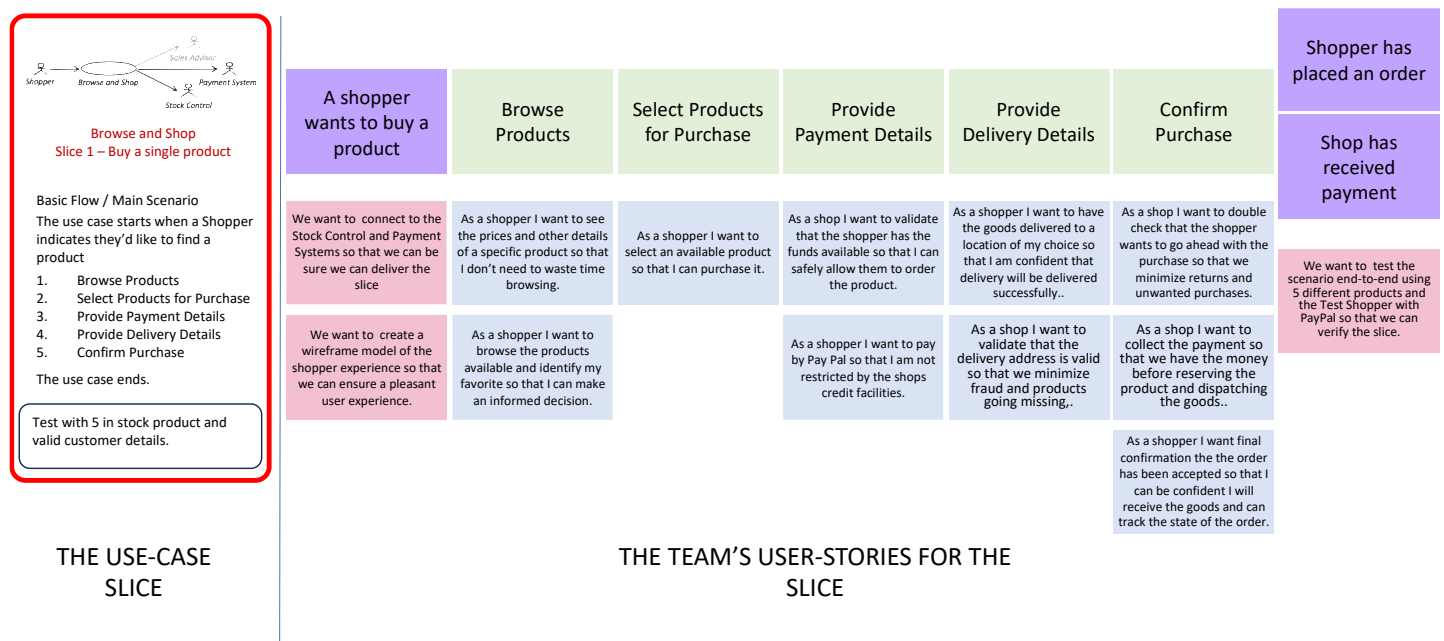 Sales Advisor
Shopper
Browse and Shop
Payment System
Stock Control
Browse and Shop
Slice 1 – Buy a single product
Basic Flow / Main Scenario
The use case starts when a Shopper
indicates they'd like to find a
product
1. Browse Products
2. Select Products for Purchase
3. Provide Payment Details
4. Provide Delivery Details
5. Confirm Purchase
The use case ends.
Test with 5 in stock product and
valid customer details.
THE USE-CASE
SLICE
A shopper
wants to buy a
product
Browse
Products
Select Products
for Purchase
Provide
Payment Details
Provide
Delivery Details
Confirm
Purchase
Shopper has
placed an order
Shop has
received
payment
We want to connect to the
Stock Control and Payment
Systems so that we can be
sure we can deliver the
slice
As a shopper I want to see
the prices and other details
of a specific product so that
I don't need to waste time
browsing.
As a shopper I want to
select an available product
so that I can purchase it.
As a shop I want to validate
that the shopper has the
funds available so that I can
safely allow them to order
the product.
As a shopper I want to have
the goods delivered to a
location of my choice so
that I am confident that
delivery will be delivered
successfully..
As a shop I want to double
check that the shopper
wants to go ahead with the
purchase so that we
minimize returns and
unwanted purchases.
We want to test the
scenario end-to-end using
5 different products and
the Test Shopper with
PayPal so that we can
verify the slice.
We want to create a
wireframe model of the
shopper experience so that
we can ensure a pleasant
user experience.
As a shopper I want to
browse the products
available and identify my
favorite so that I can make
an informed decision.
As a shopper I want to pay
by Pay Pal so that I am not
restricted by the shops
credit facilities.
As a shop I want to
validate that the
delivery address is valid
so that we minimize
fraud and products
going missing,.
As a shop I want to
collect the payment so
that we have the money
before reserving the
product and dispatching
the goods..
As a shopper I want final
confirmation the the order
has been accepted so that I
can be confident I will
receive the goods and can
track the state of the order.
THE TEAM'S USER-STORIES FOR THE
SLICE